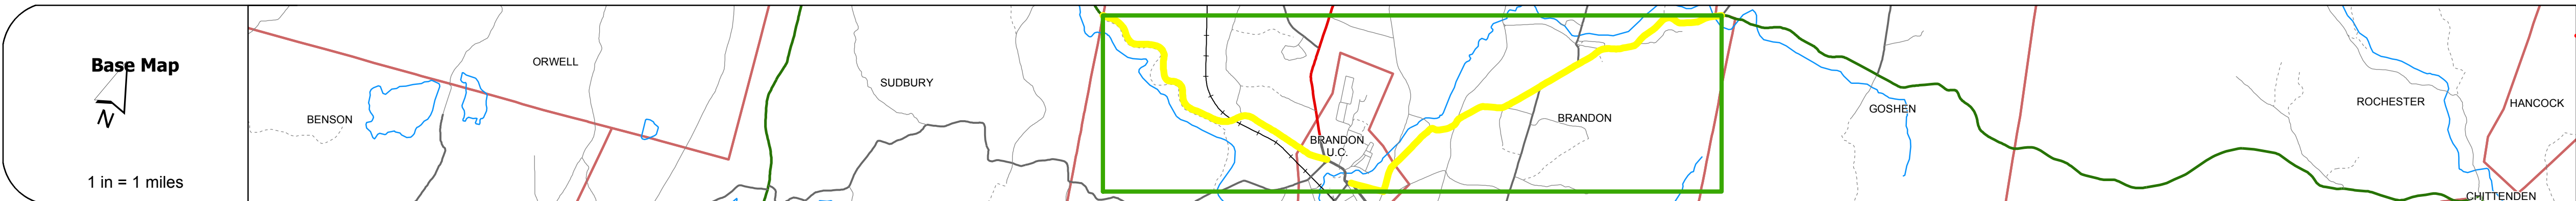 Base Map
N
1 in = 1 miles
BENSON
ORWELL
SUDBURY
BRANDON
U.C.
BRANDON
GOSHEN
ROCHESTER
HANCOCK
CHITTENDEN